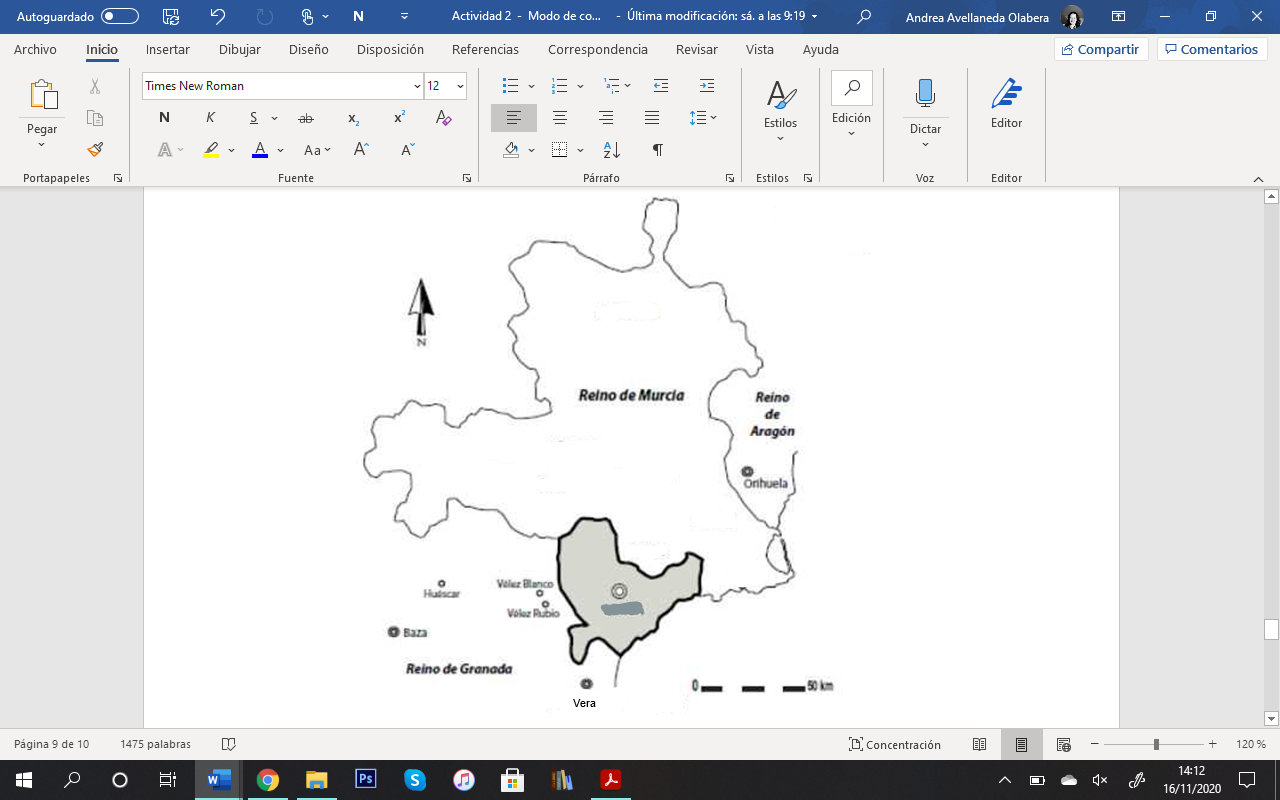 Autoguardado
N
Actividad 2 - Modo de co... - Última modificación: sá. a las 9:19
Andrea Avellaneda Olabera
Archivo Inicio Insertar Dibujar Diseño Disposición Referencias Correspondencia Revisar Vista Ayuda
Compartir Comentarios
Times New Roman 12
Pegar
N K S ab x₂ x² A
A A Aa A A
Estilos Edición Dictar Editor
Portapapeles Fuente Párrafo Estilos Voz Editor
N
Reino de Murcia
Reino
de
Aragón
Orihuela
Huéscar
Vélez Blanco
Vélez Rubio
Baza
Reino de Granada
0 50 km
Vera
Página 9 de 10 1475 palabras Concentración 120 %
14:12
16/11/2020